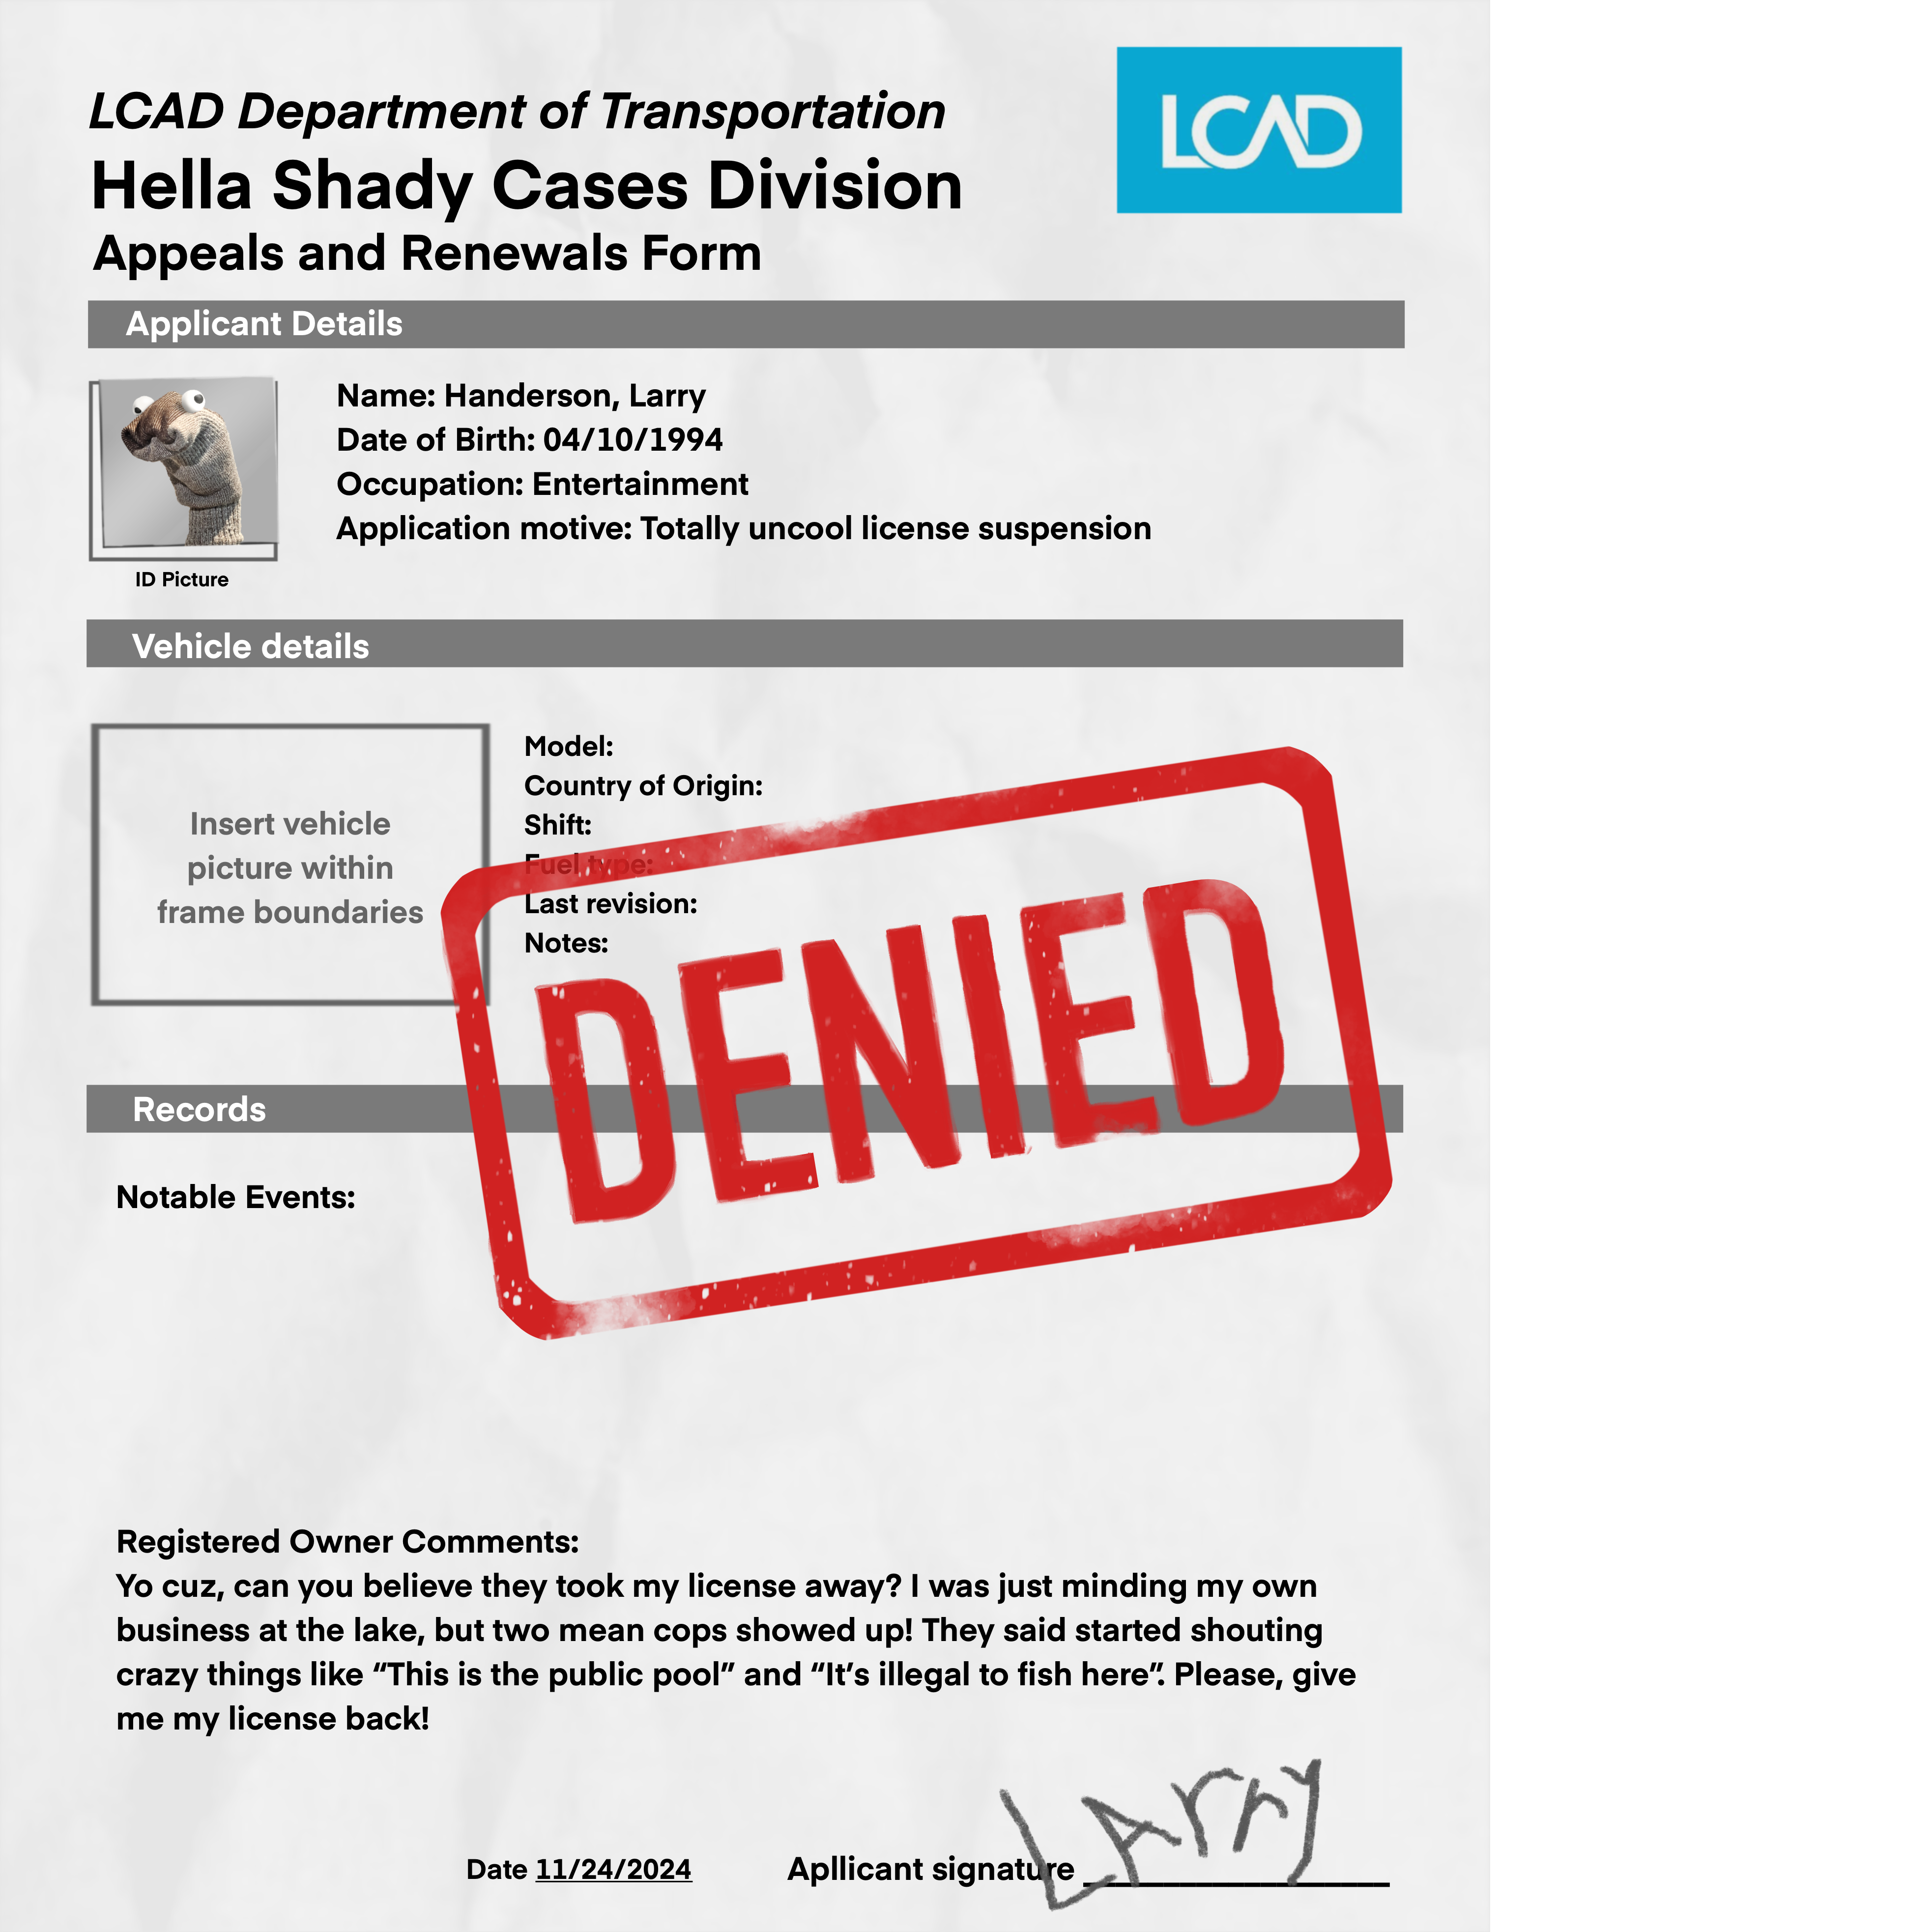 LCAD Department of Transportation
LCAD
Hella Shady Cases Division
Appeals and Renewals Form
Applicant Details
Name: Handerson, Larry
Date of Birth: 04/10/1994
Occupation: Entertainment
Application motive: Totally uncool license suspension
ID Picture
Vehicle details
Insert vehicle
picture within
frame boundaries
Model:
Country of Origin:
Shift:
Fuel type:
Last revision:
Notes:
DENIED
Records
Notable Events:
Registered Owner Comments:
Yo cuz, can you believe they took my license away? I was just minding my own
business at the lake, but two mean cops showed up! They said started shouting
crazy things like “This is the public pool” and “It’s illegal to fish here”. Please, give
me my license back!
Date 11/24/2024
Apllicant signature LArry